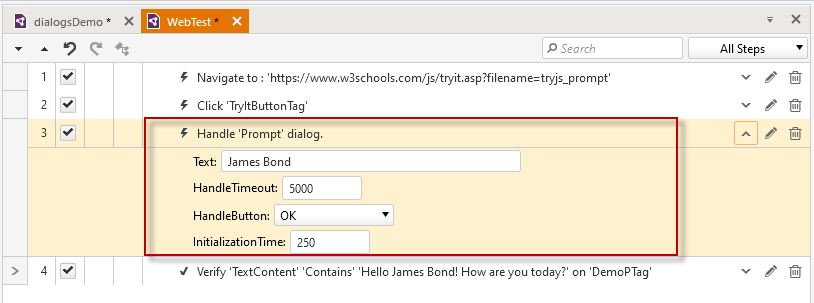 dialogsDemo *
WebTest *
Search
All Steps
1 Navigate to : 'https://www.w3schools.com/js/tryit.asp?filename=tryjs_prompt'
2 Click 'TryItButtonTag'
3 Handle 'Prompt' dialog.
Text: James Bond
HandleTimeout: 5000
HandleButton: OK
InitializationTime: 250
4 Verify 'TextContent' 'Contains' 'Hello James Bond! How are you today?' on 'DemoPTag'